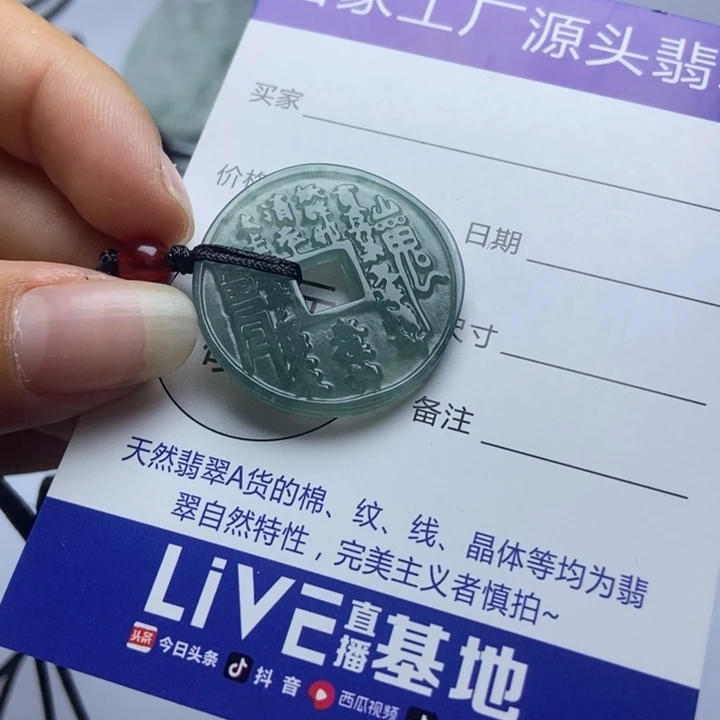 工厂源头翡
买家
价格
日期
尺寸
备注
天然翡翠A货的棉、纹、线、晶体等均为翡
翠自然特性，完美主义者慎拍~
LiVE直播基地
头条 今日头条 抖音 西瓜视频